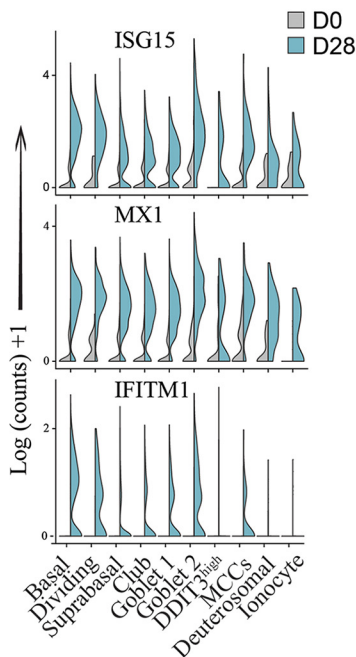 D0
D28
ISG15
4
0
MX1
4
0
IFITM1
2
0
Log (counts) +1
Basal
Dividing
Suprabasal
Club
Goblet 1
Goblet 2
DDIT3high
MCCs
Deuterosomal
Ionocyte